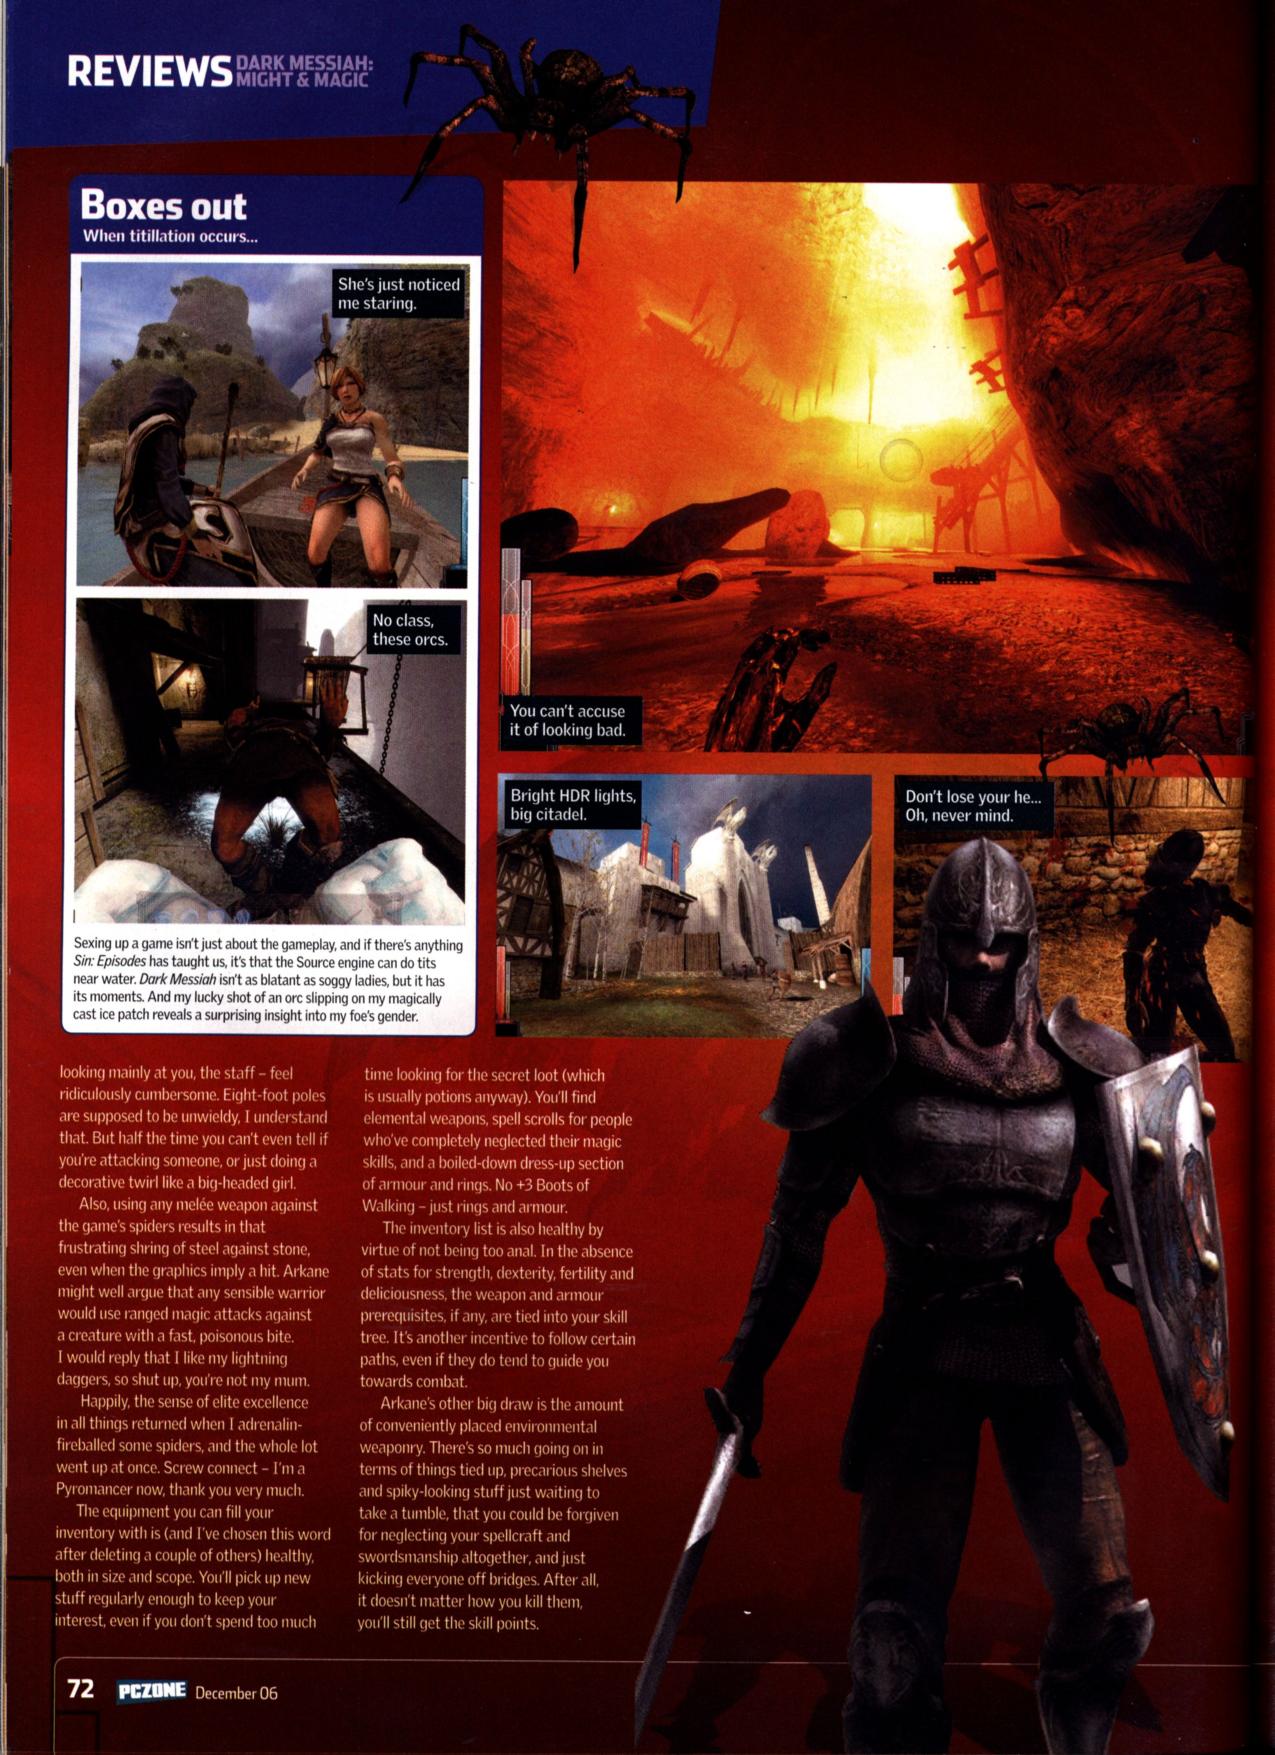 REVIEWS DARK MESSIAH:
MIGHT & MAGIC
Boxes out
When titillation occurs...
She's just noticed
me staring.
No class,
these orcs.
Sexing up a game isn't just about the gameplay, and if there's anything
Sin: Episodes has taught us, it's that the Source engine can do tits
near water. Dark Messiah isn't as blatant as soggy ladies, but it has
its moments. And my lucky shot of an orc slipping on my magically
cast ice patch reveals a surprising insight into my foe's gender.
You can't accuse
it of looking bad.
Bright HDR lights,
big citadel.
Don't lose your he...
Oh, never mind.
looking mainly at you, the staff – feel
ridiculously cumbersome. Eight-foot poles
are supposed to be unwieldy, I understand
that. But half the time you can't even tell if
you're attacking someone, or just doing a
decorative twirl like a big-headed girl.
Also, using any melée weapon against
the game's spiders results in that
frustrating shring of steel against stone,
even when the graphics imply a hit. Arkane
might well argue that any sensible warrior
would use ranged magic attacks against
a creature with a fast, poisonous bite.
I would reply that I like my lightning
daggers, so shut up, you're not my mum.
Happily, the sense of elite excellence
in all things returned when I adrenalin-
fireballed some spiders, and the whole lot
went up at once. Screw connect – I'm a
Pyromancer now, thank you very much.
The equipment you can fill your
inventory with is (and I've chosen this word
after deleting a couple of others) healthy,
both in size and scope. You'll pick up new
stuff regularly enough to keep your
interest, even if you don't spend too much
time looking for the secret loot (which
is usually potions anyway). You'll find
elemental weapons, spell scrolls for people
who've completely neglected their magic
skills, and a boiled-down dress-up section
of armour and rings. No +3 Boots of
Walking – just rings and armour.
The inventory list is also healthy by
virtue of not being too anal. In the absence
of stats for strength, dexterity, fertility and
deliciousness, the weapon and armour
prerequisites, if any, are tied into your skill
tree. It's another incentive to follow certain
paths, even if they do tend to guide you
towards combat.
Arkane's other big draw is the amount
of conveniently placed environmental
weaponry. There's so much going on in
terms of things tied up, precarious shelves
and spiky-looking stuff just waiting to
take a tumble, that you could be forgiven
for neglecting your spellcraft and
swordsmanship altogether, and just
kicking everyone off bridges. After all,
it doesn't matter how you kill them,
you'll still get the skill points.
72 PCZONE December 06